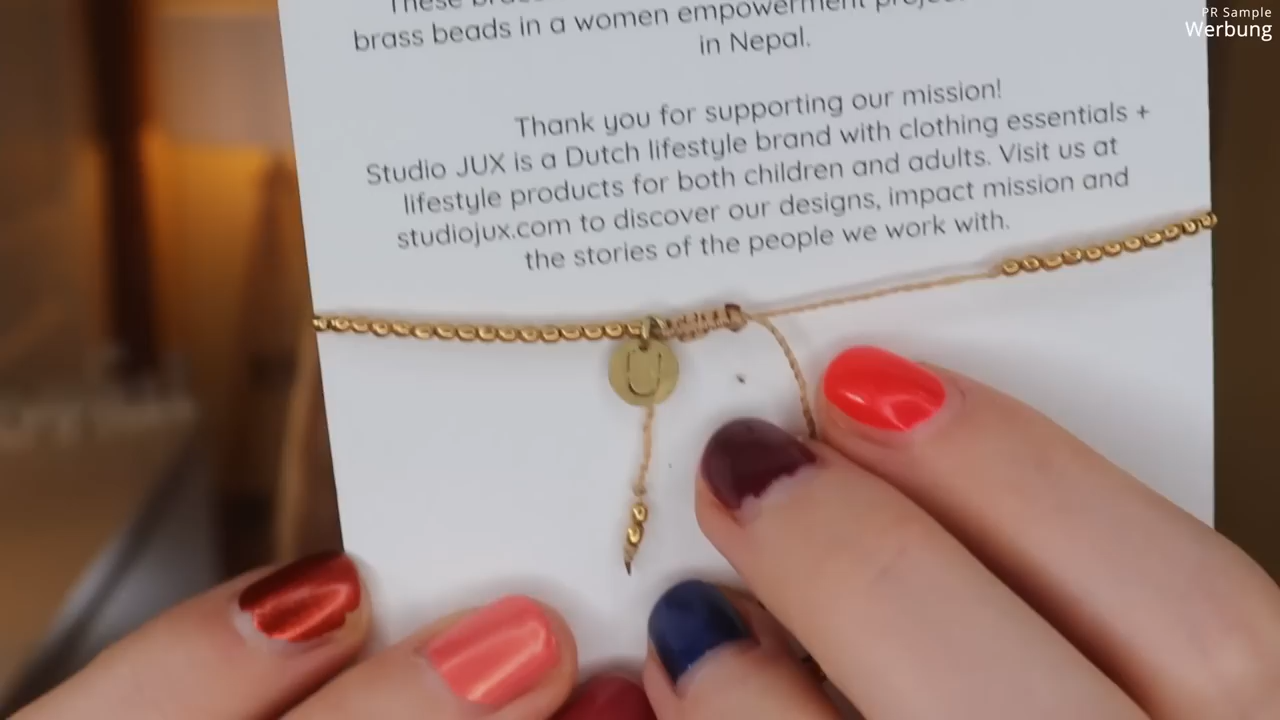 PR Sample
Werbung
These
brass beads in a women empowerment
in Nepal.
Thank you for supporting our mission!
Studio JUX is a Dutch lifestyle brand with clothing essentials +
lifestyle products for both children and adults. Visit us at
studiojux.com to discover our designs, impact mission and
the stories of the people we work with.
U